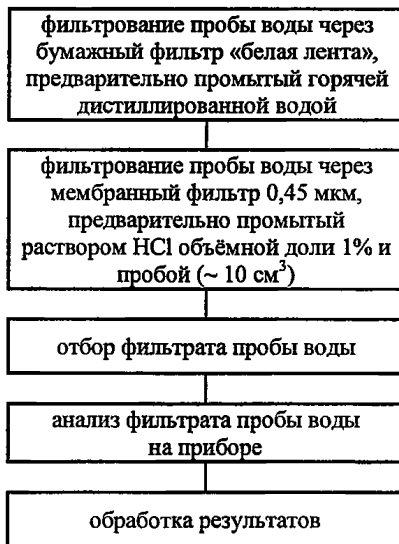 фильтрование пробы воды через
бумажный фильтр «белая лента»,
предварительно промытый горячей
дистиллированной водой
фильтрование пробы воды через
мембранный фильтр 0,45 мкм,
предварительно промытый
раствором HCl объёмной доли 1% и
пробой (~ 10 см³)
отбор фильтрата пробы воды
анализ фильтрата пробы воды
на приборе
обработка результатов